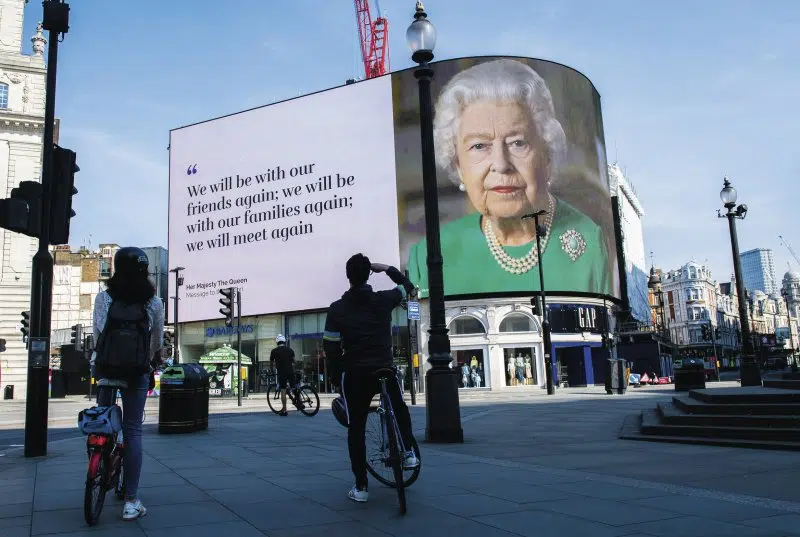 “
We will be with our
friends again; we will be
with our families again;
we will meet again
Her Majesty The Queen
BARCLAYS
GAP